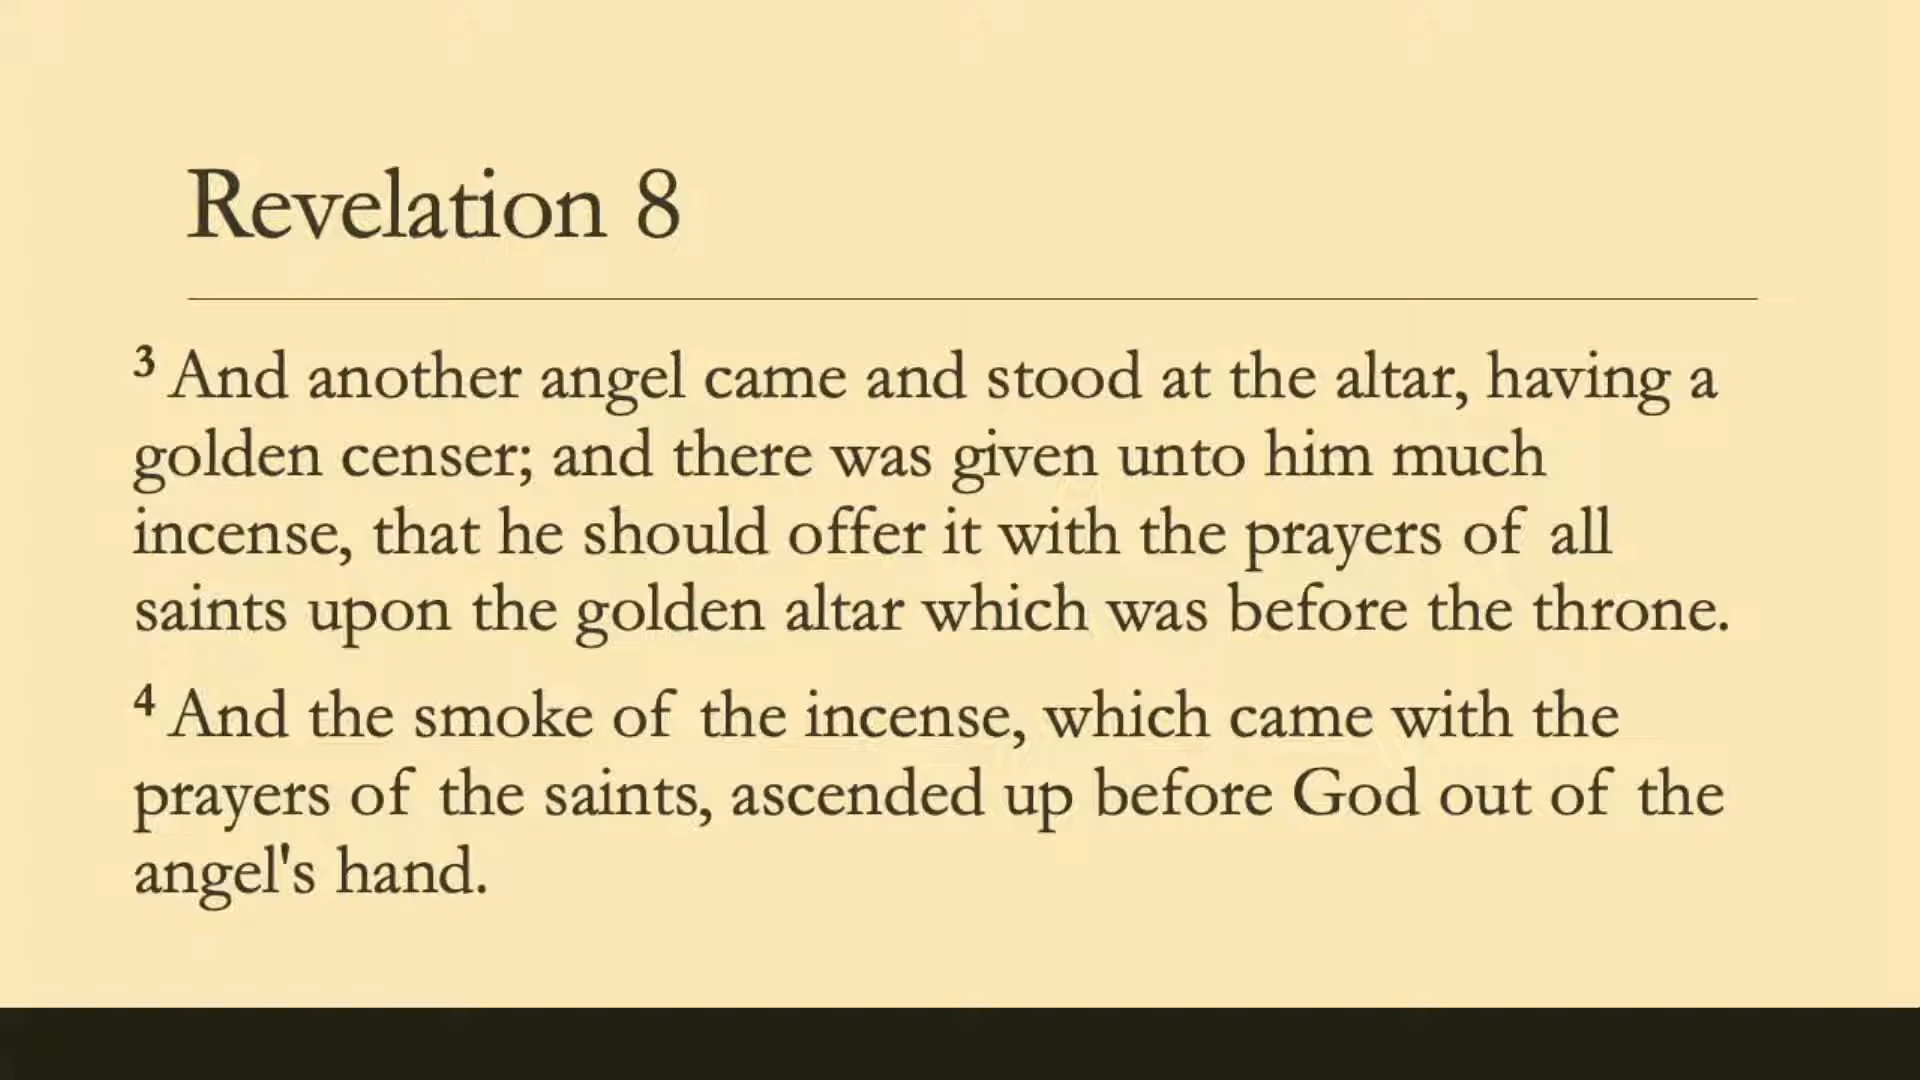 Revelation 8
3 And another angel came and stood at the altar, having a
golden censer; and there was given unto him much
incense, that he should offer it with the prayers of all
saints upon the golden altar which was before the throne.
4 And the smoke of the incense, which came with the
prayers of the saints, ascended up before God out of the
angel's hand.